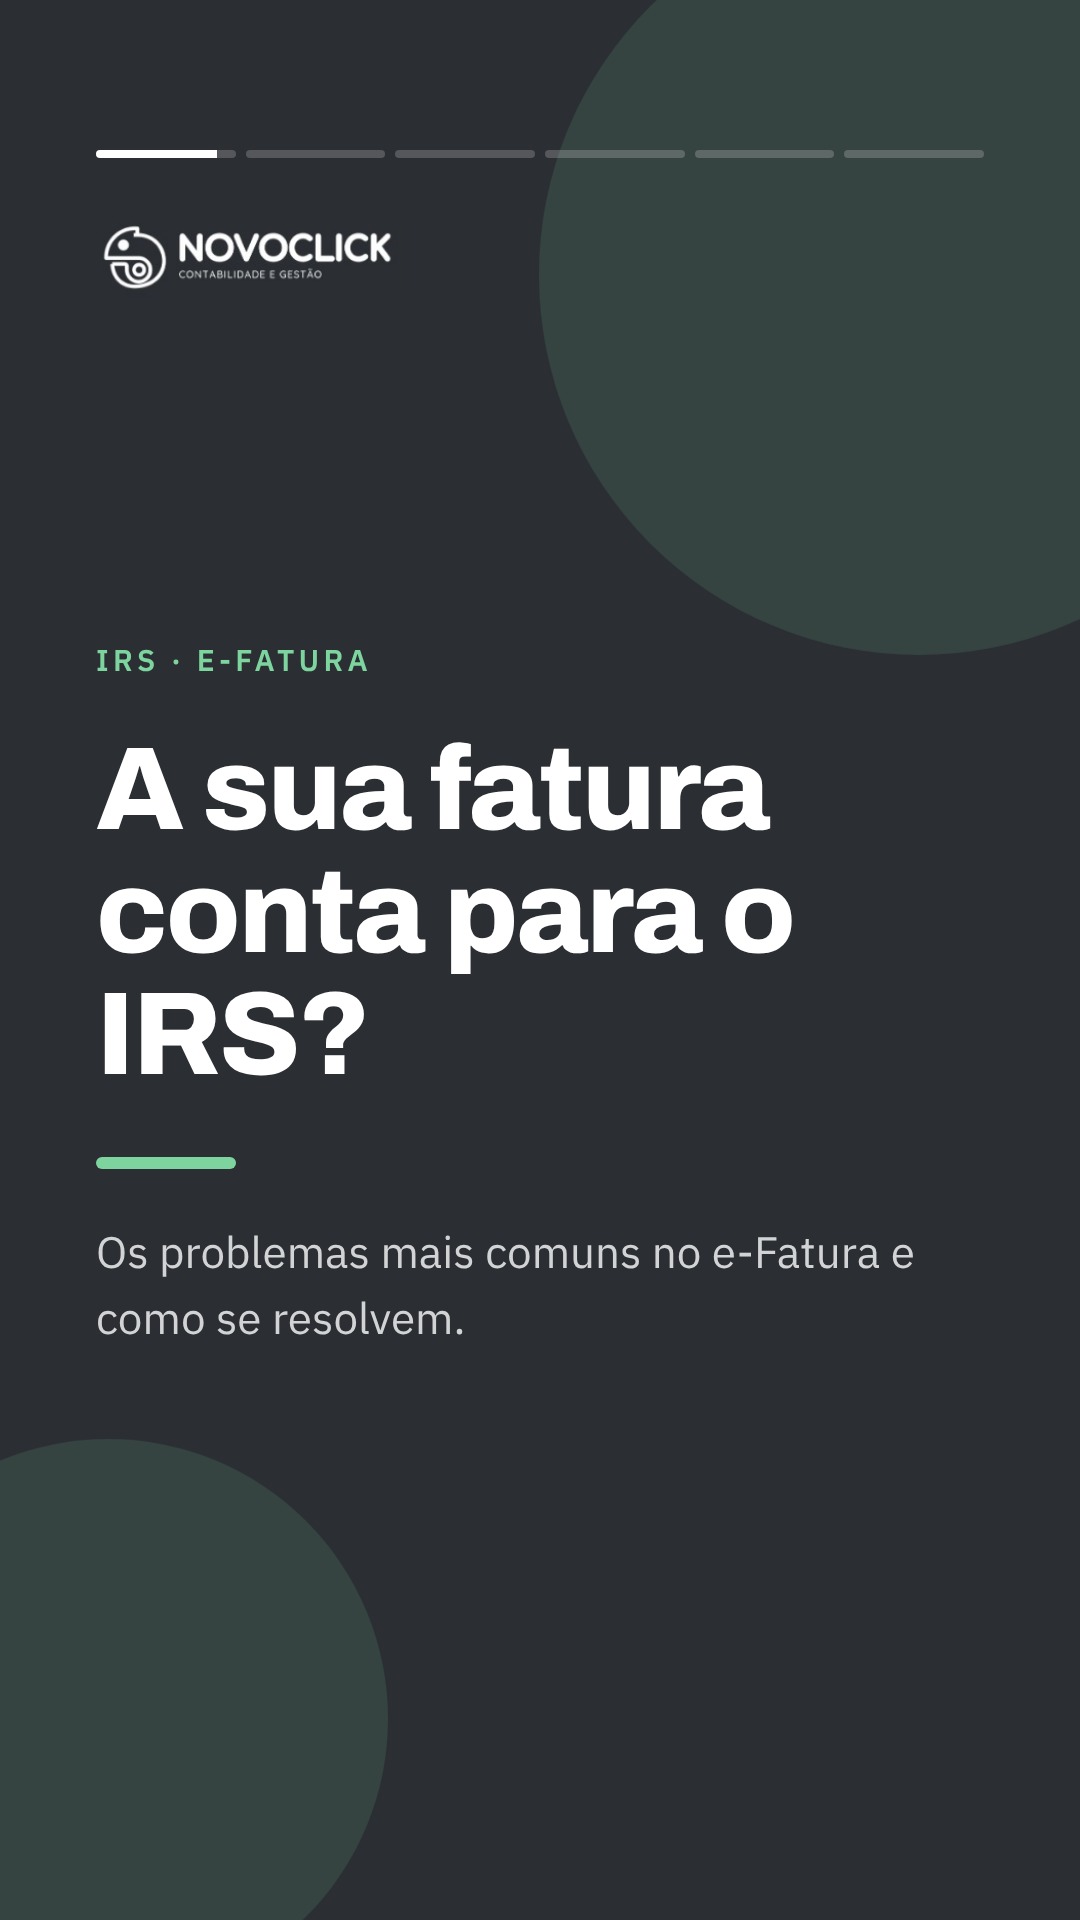 NOVOCLICK
CONTABILIDADE E GESTÃO
IRS · E-FATURA
A sua fatura
conta para o
IRS?
Os problemas mais comuns no e-Fatura e
como se resolvem.